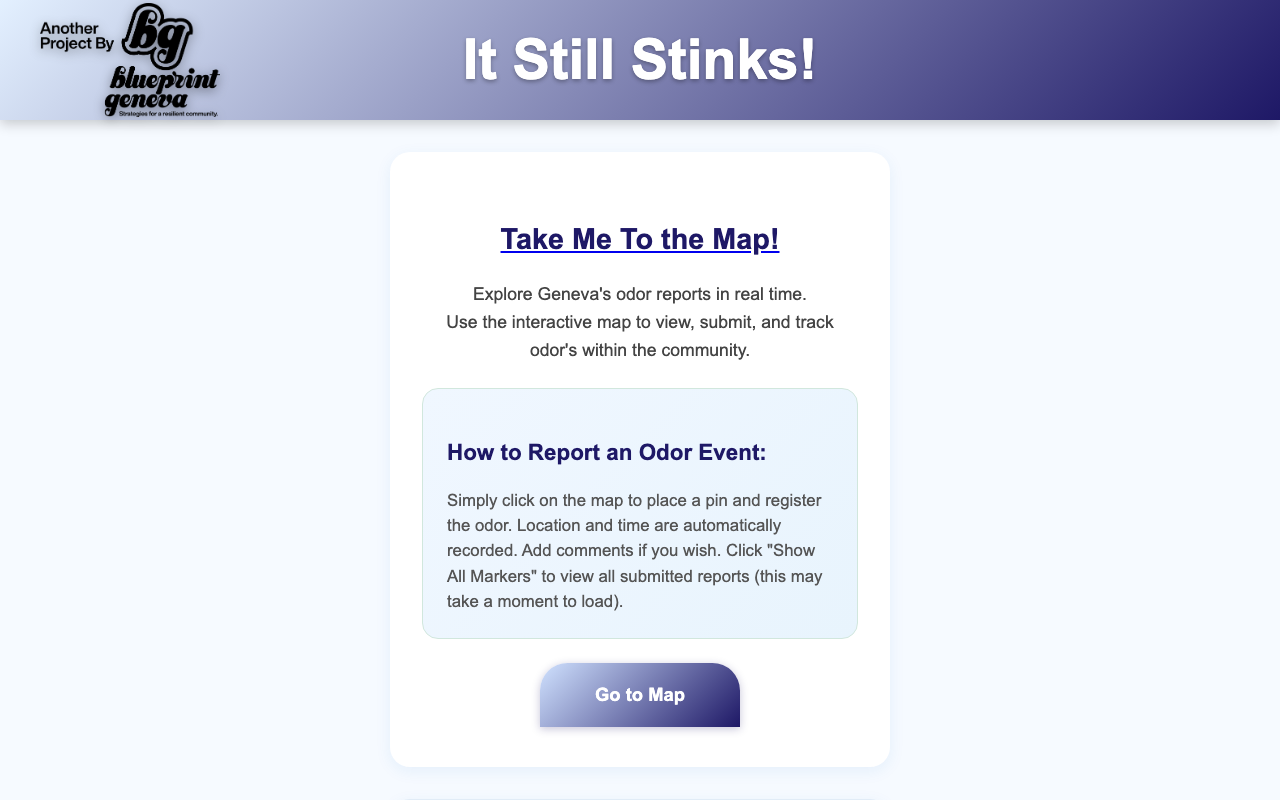 Another
Project By
bg
blueprint
geneva
Strategies for a resilient community.
It Still Stinks!
Take Me To the Map!
Explore Geneva's odor reports in real time.
Use the interactive map to view, submit, and track
odor's within the community.
How to Report an Odor Event:
Simply click on the map to place a pin and register
the odor. Location and time are automatically
recorded. Add comments if you wish. Click "Show
All Markers" to view all submitted reports (this may
take a moment to load).
Go to Map